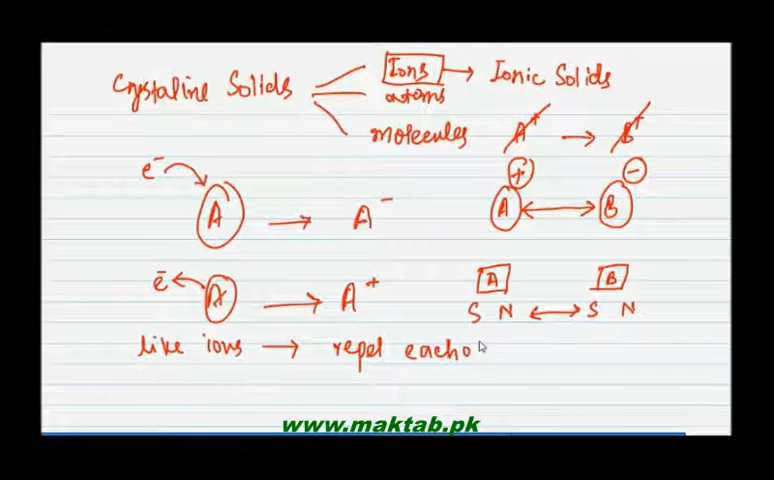 Crystaline Solids
Ions → Ionic Solids
atoms
molecules A⁺ → B⁺
e⁻ A → A⁻
A⁺ ↔ B⁻
e⁻ A → A⁺
A B
S N ↔ S N
like ions → repel eacho
www.maktab.pk